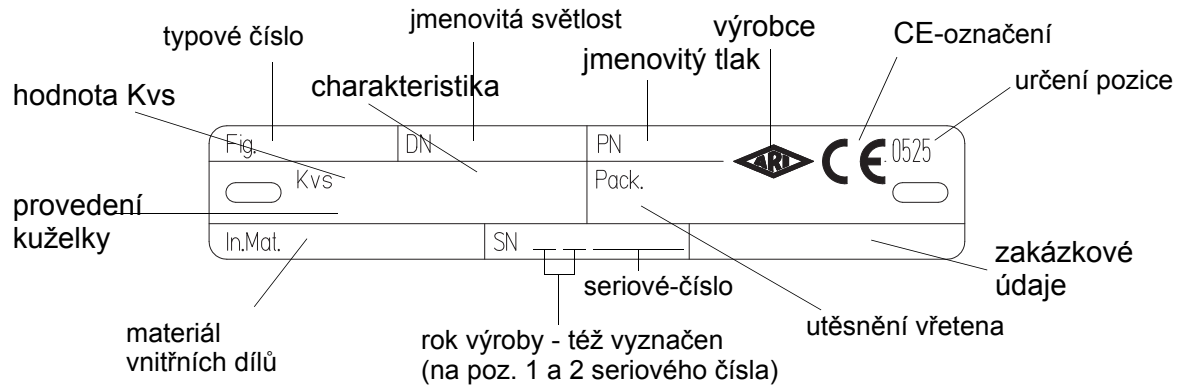 jmenovitá světlost
výrobce
CE-označení
typové číslo
jmenovitý tlak
určení pozice
hodnota Kvs
charakteristika
Fig.
DN
PN
ARI
CE
0525
Kvs
Pack.
provedení
kuželky
In.Mat.
SN
zakázkové
údaje
seriové-číslo
utěsnění vřetena
materiál
vnitřních dílů
rok výroby - též vyznačen
(na poz. 1 a 2 seriového čísla)